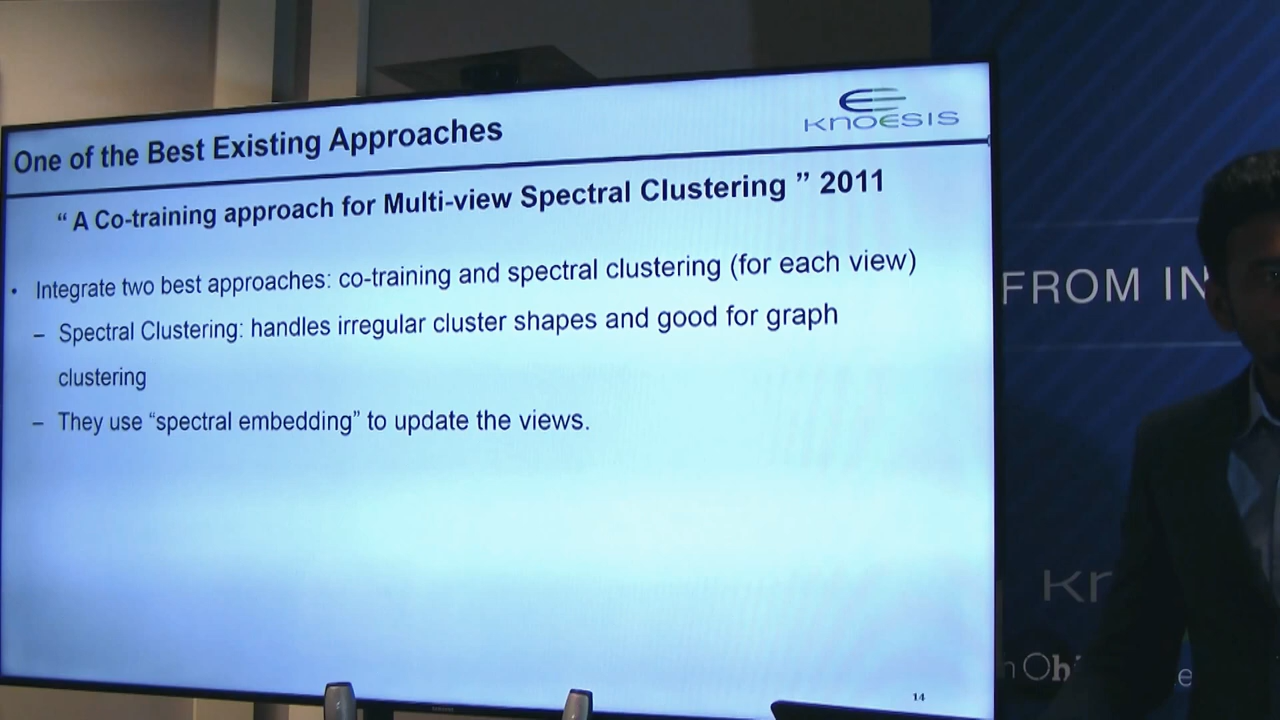 One of the Best Existing Approaches
KNOESIS
“ A Co-training approach for Multi-view Spectral Clustering ” 2011
• Integrate two best approaches: co-training and spectral clustering (for each view)
– Spectral Clustering: handles irregular cluster shapes and good for graph
clustering
– They use “spectral embedding” to update the views.
14
FROM IN
Kn
n Oh
e